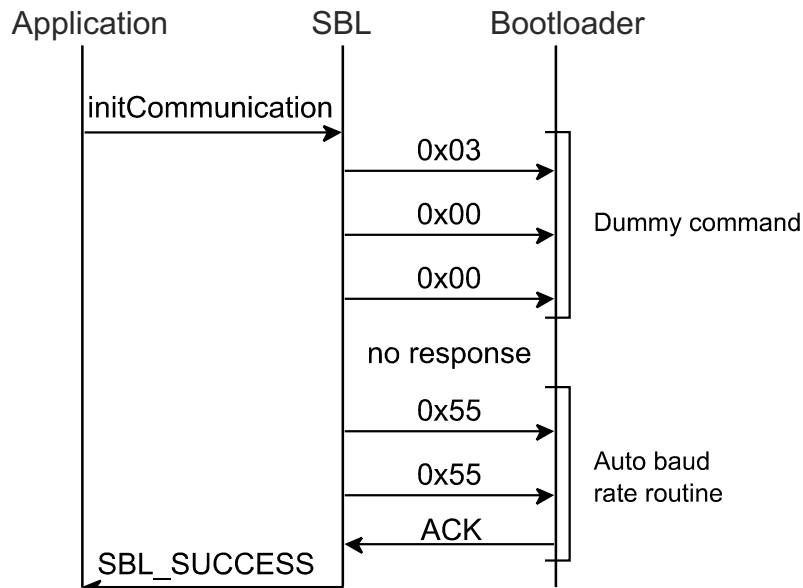 Application
SBL
Bootloader
initCommunication
0x03
0x00
Dummy command
0x00
no response
0x55
Auto baud
rate routine
0x55
ACK
SBL_SUCCESS